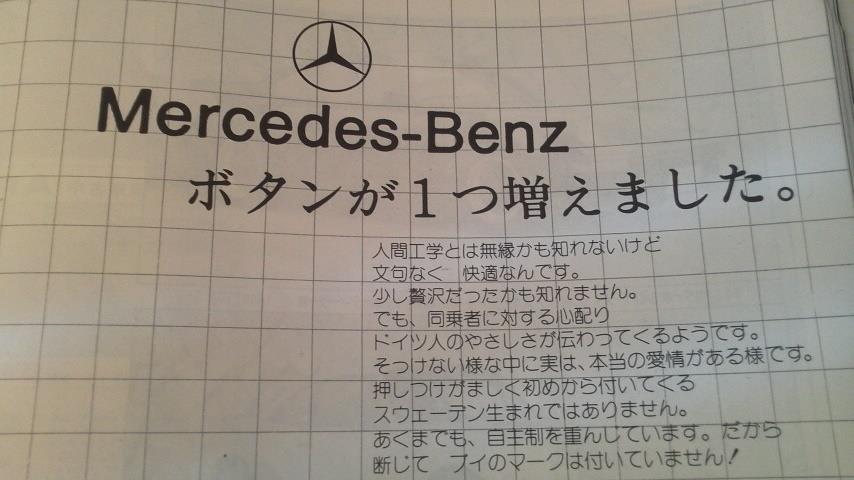 Mercedes-Benz
ボタンが1つ増えました。
人間工学とは無縁かも知れないけど
文句なく　快適なんです。
少し贅沢だったかも知れません。
でも、同乗者に対する心配り
ドイツ人のやさしさが伝わってくるようです。
そつけない様な中に実は、本当の愛情がある様です。
押しつけがましく初めから付いてくる
スウェーデン生まれではありません。
あくまでも、自主制を重んじています。だから
断じて　ブイのマークは付いていません!